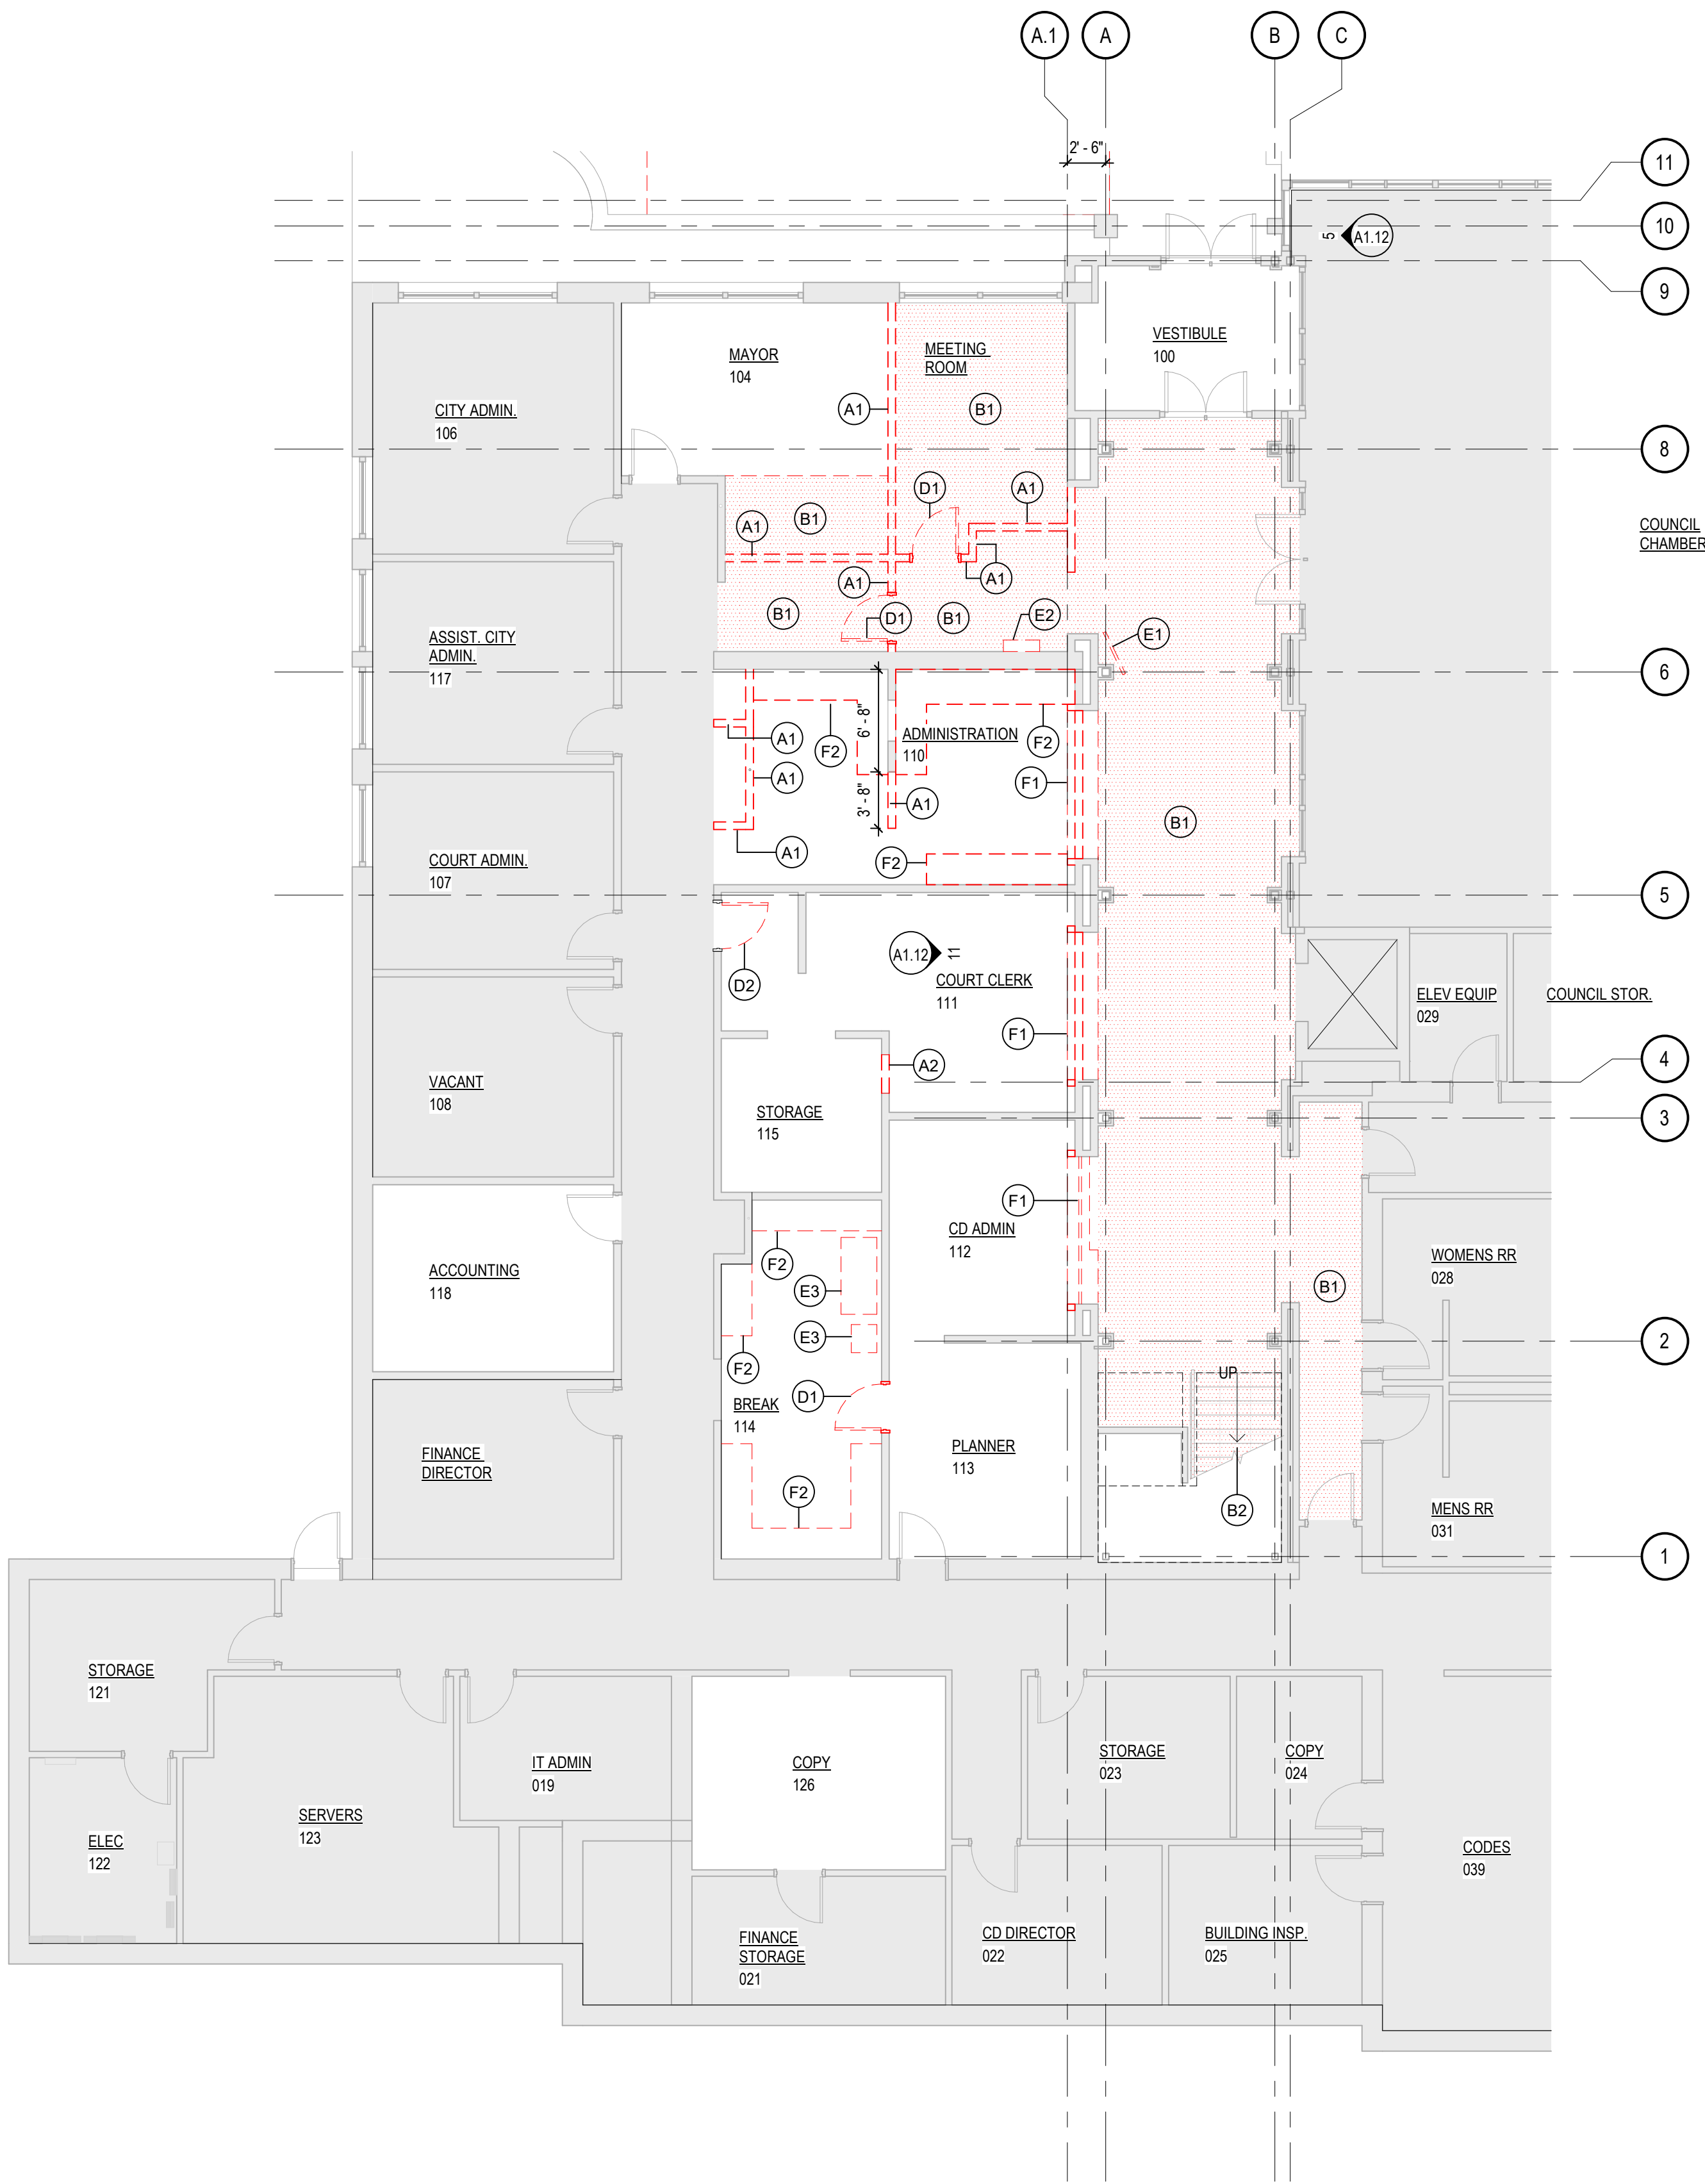 A.1
A
B
C
2' - 6"
11
10
5
A1.12
9
VESTIBULE
100
MAYOR
104
MEETING
ROOM
CITY ADMIN.
106
A1
B1
8
D1
A1
B1
A1
COUNCIL
CHAMBER
A1
A1
B1
D1
B1
E2
E1
ASSIST. CITY
ADMIN.
117
6
6' - 8"
A1
F2
ADMINISTRATION
110
F2
A1
F1
3' - 8"
A1
B1
A1
F2
COURT ADMIN.
107
5
A1.12
11
D2
COURT CLERK
111
ELEV EQUIP
029
COUNCIL STOR.
F1
4
A2
VACANT
108
STORAGE
115
3
F1
CD ADMIN
112
WOMENS RR
028
F2
ACCOUNTING
118
E3
B1
E3
2
F2
UP
D1
BREAK
114
PLANNER
113
FINANCE
DIRECTOR
F2
B2
MENS RR
031
1
STORAGE
121
IT ADMIN
019
COPY
126
STORAGE
023
COPY
024
SERVERS
123
ELEC
122
CODES
039
FINANCE
STORAGE
021
CD DIRECTOR
022
BUILDING INSP.
025